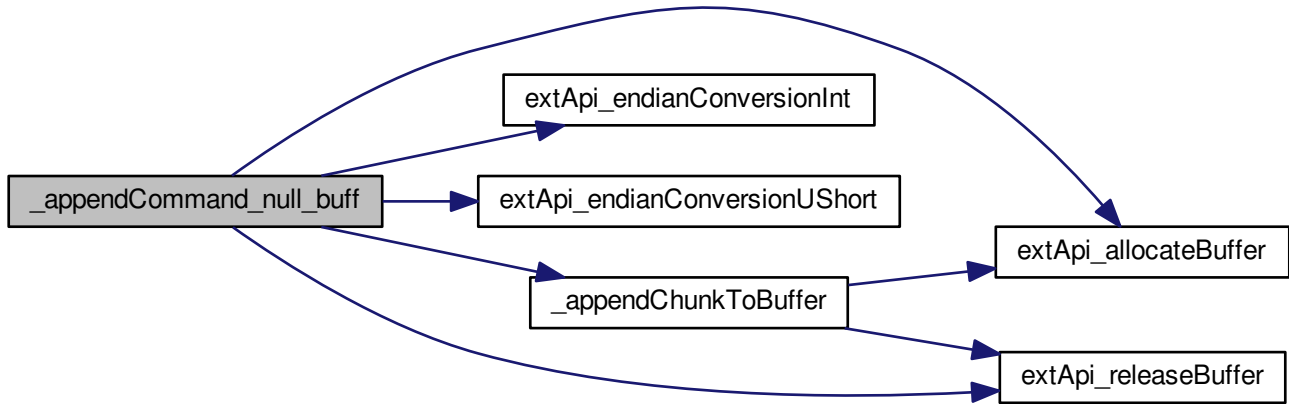 extApi_endianConversionInt
_appendCommand_null_buff
extApi_endianConversionUShort
extApi_allocateBuffer
_appendChunkToBuffer
extApi_releaseBuffer